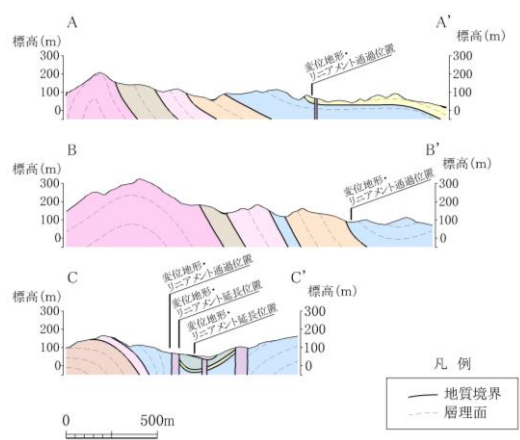 A
A'
標高(m)
標高(m)
変位地形・
リニアメント通過位置
300
200
100
0
300
200
100
0
B
B'
標高(m)
標高(m)
変位地形・
リニアメント通過位置
300
200
100
0
300
200
100
0
C
C'
標高(m)
標高(m)
変位地形・
リニアメント通過位置
変位地形・
リニアメント延長位置
変位地形・
リニアメント延長位置
300
200
100
0
300
200
100
0
凡 例
地質境界
層理面
0 500m